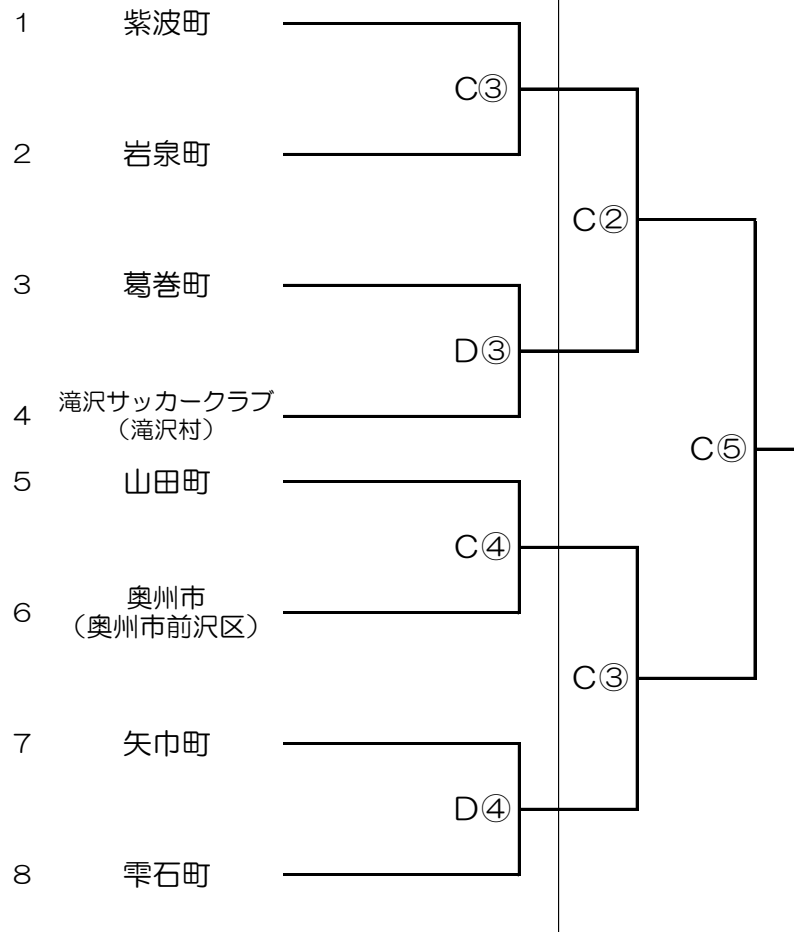 １ 紫波町
C③
２ 岩泉町
C②
３ 葛巻町
D③
４ 滝沢サッカークラブ
（滝沢村）
C⑤
５ 山田町
C④
６ 奥州市
（奥州市前沢区）
C③
７ 矢巾町
D④
８ 雫石町